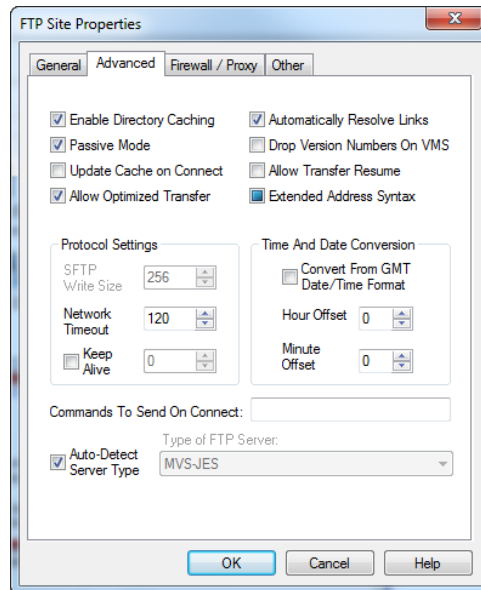 FTP Site Properties
General Advanced Firewall / Proxy Other
Enable Directory Caching Automatically Resolve Links
Passive Mode Drop Version Numbers On VMS
Update Cache on Connect Allow Transfer Resume
Allow Optimized Transfer Extended Address Syntax
Protocol Settings Time And Date Conversion
SFTP
Write Size 256
Network
Timeout 120
Keep
Alive 0
Convert From GMT
Date/Time Format
Hour Offset 0
Minute
Offset 0
Commands To Send On Connect:
Type of FTP Server:
Auto-Detect
Server Type MVS-JES
OK Cancel Help